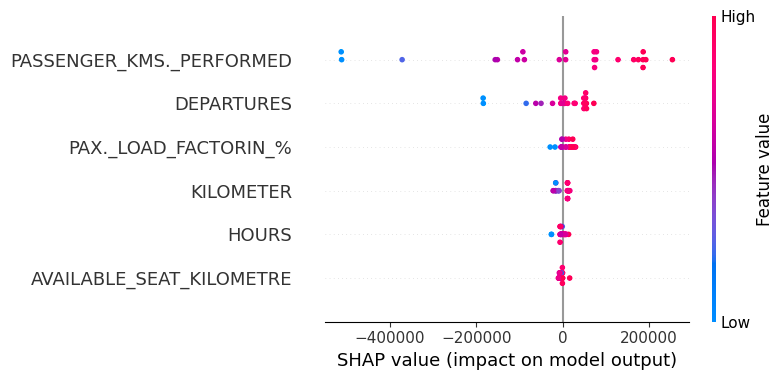 High
PASSENGER_KMS._PERFORMED
DEPARTURES
PAX._LOAD_FACTORIN_%
KILOMETER
HOURS
AVAILABLE_SEAT_KILOMETRE
Feature value
Low
−400000 −200000 0 200000
SHAP value (impact on model output)